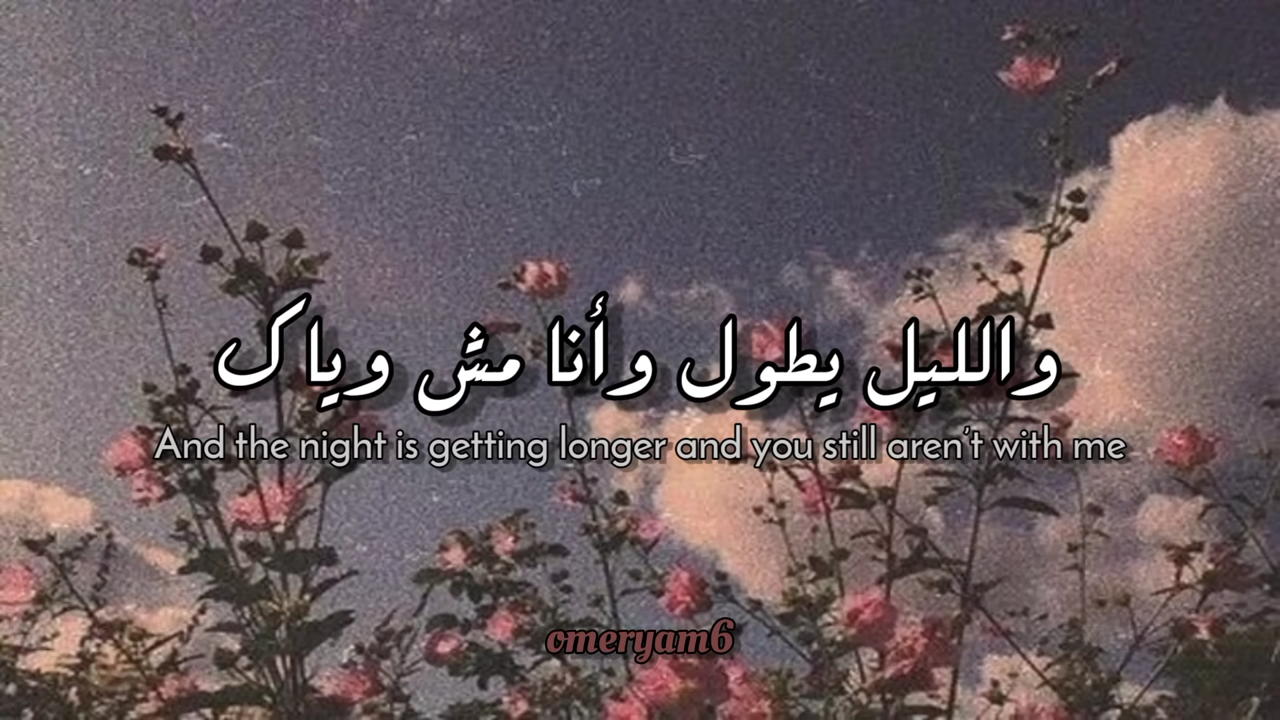 والليل يطول وأنا مش وياك
And the night is getting longer and you still aren't with me
omeryam6